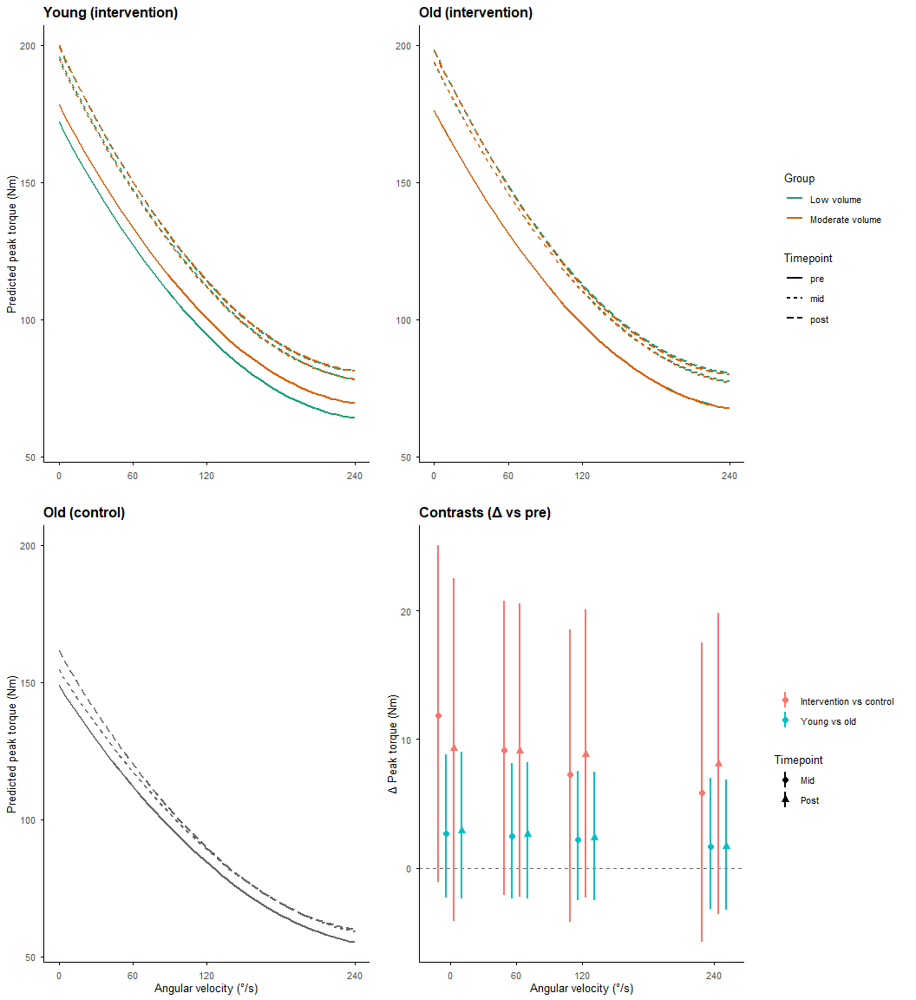 Young (intervention)
Old (intervention)
Predicted peak torque (Nm)
200
150
100
50
0
60
120
240
200
150
100
50
0
60
120
240
Group
Low volume
Moderate volume
Timepoint
pre
mid
post
Old (control)
Contrasts (Δ vs pre)
Predicted peak torque (Nm)
200
150
100
50
0
60
120
240
Angular velocity (°/s)
Δ Peak torque (Nm)
20
10
0
0
60
120
240
Angular velocity (°/s)
Intervention vs control
Young vs old
Timepoint
Mid
Post